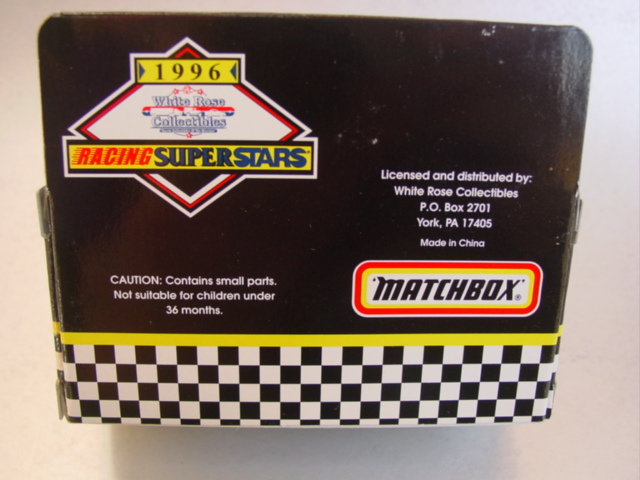 1996
White Rose
Collectibles
RACING SUPERSTARS
Licensed and distributed by:
White Rose Collectibles
P.O. Box 2701
York, PA 17405
Made in China
CAUTION: Contains small parts.
Not suitable for children under
36 months.
"MATCHBOX"®